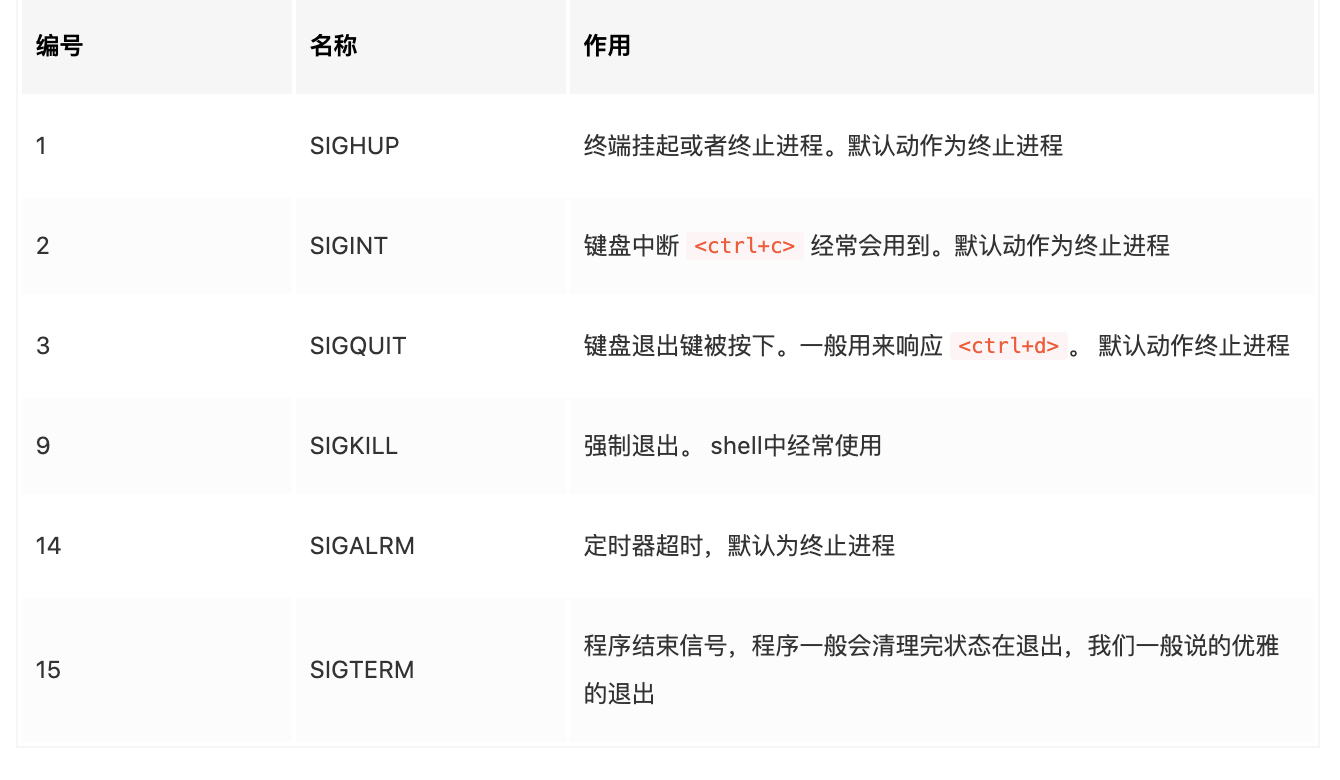 编号 名称 作用
1 SIGHUP 终端挂起或者终止进程。默认动作为终止进程
2 SIGINT 键盘中断 <ctrl+c> 经常会用到。默认动作为终止进程
3 SIGQUIT 键盘退出键被按下。一般用来响应 <ctrl+d> 。 默认动作终止进程
9 SIGKILL 强制退出。 shell中经常使用
14 SIGALRM 定时器超时，默认为终止进程
15 SIGTERM 程序结束信号，程序一般会清理完状态在退出，我们一般说的优雅
的退出